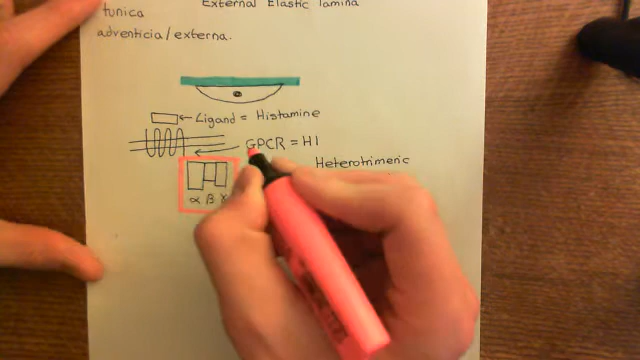 External Elastic lamina
tunica
adventicia/externa.
Ligand = Histamine
GPCR = H1
Heterotrimeric
α β γ